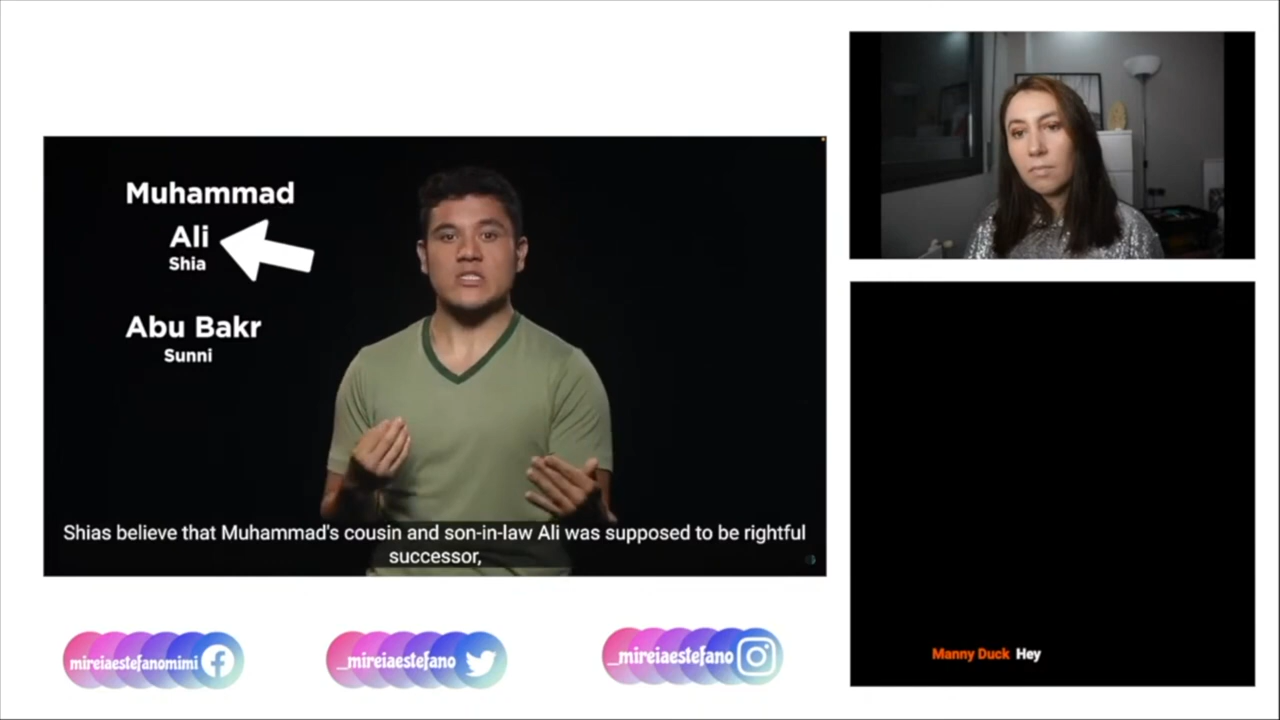 Muhammad
Ali
Shia
Abu Bakr
Sunni
Shias believe that Muhammad's cousin and son-in-law Ali was supposed to be rightful
successor,
Manny Duck Hey
mireiaestefanomimi
_mireiaestefano
_mireiaestefano